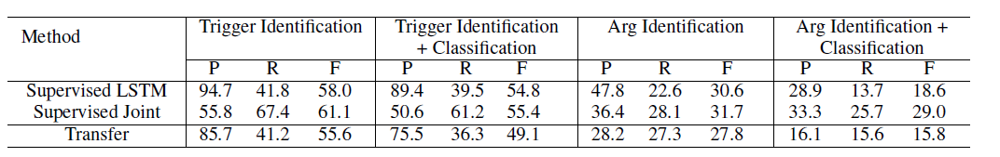 Method Trigger Identification Trigger Identification + Classification Arg Identification Arg Identification + Classification
P R F P R F P R F P R F
Supervised LSTM 94.7 41.8 58.0 89.4 39.5 54.8 47.8 22.6 30.6 28.9 13.7 18.6
Supervised Joint 55.8 67.4 61.1 50.6 61.2 55.4 36.4 28.1 31.7 33.3 25.7 29.0
Transfer 85.7 41.2 55.6 75.5 36.3 49.1 28.2 27.3 27.8 16.1 15.6 15.8